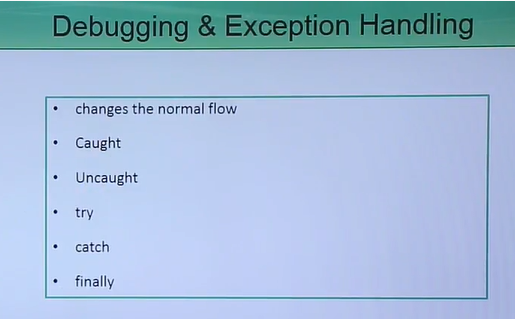 Debugging & Exception Handling
• changes the normal flow
• Caught
• Uncaught
• try
• catch
• finally